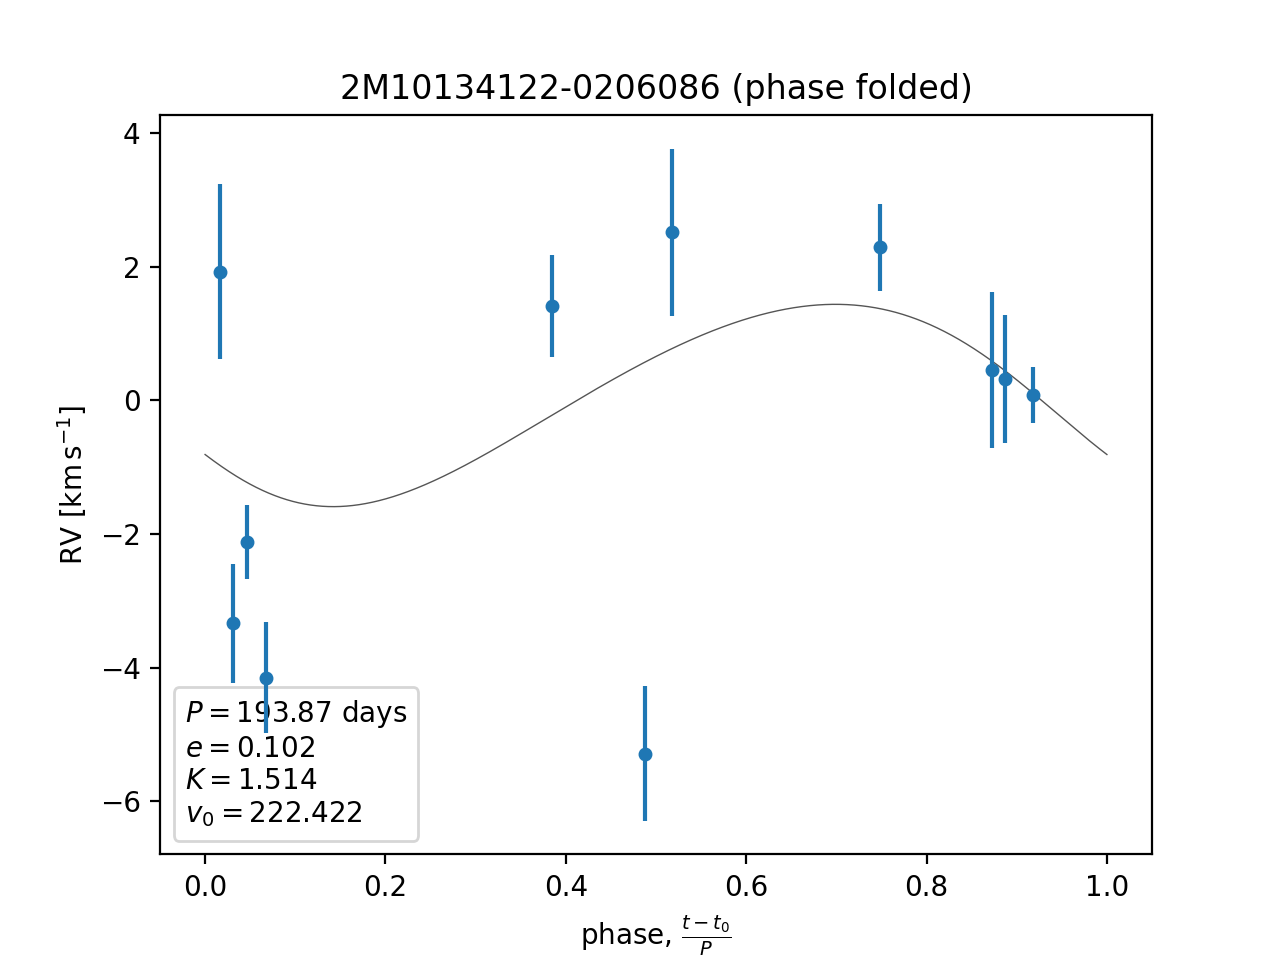 2M10134122-0206086 (phase folded)
4
2
0
−2
−4
−6
RV [km s⁻¹]
P = 193.87 days
e = 0.102
K = 1.514
v₀ = 222.422
0.0 0.2 0.4 0.6 0.8 1.0
phase, (t − t₀)/P